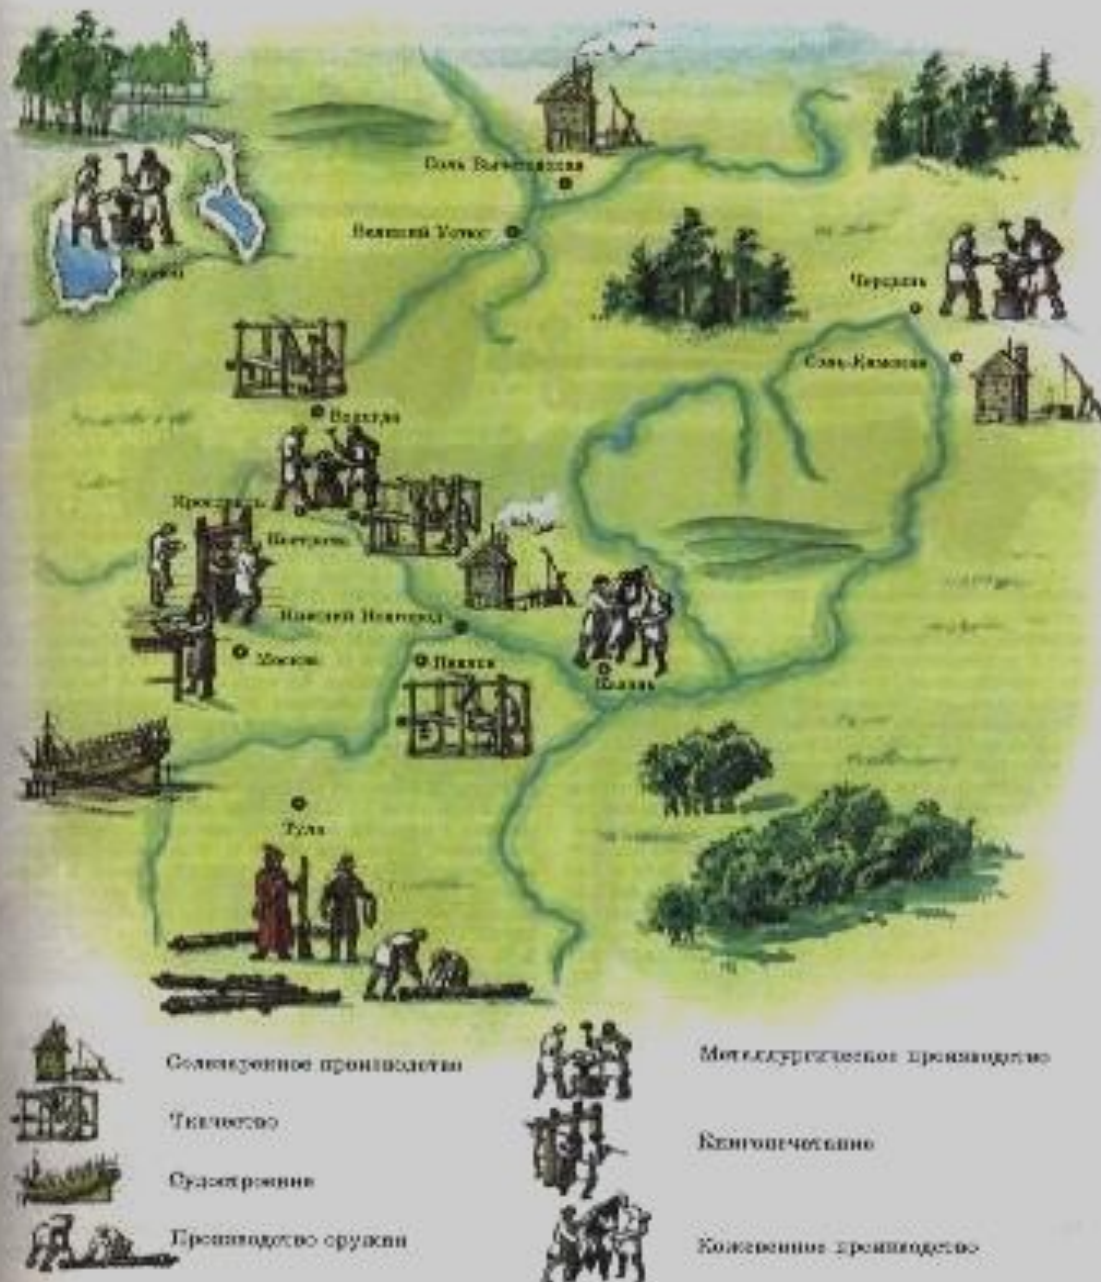 Соль Вычегодская
Великий Устюг
Чердынь
Соль-Камская
Вологда
Ярославль
Кострома
Нижний Новгород
Москва
Казань
Тула
Солеваренное производство
Ткачество
Судостроение
Производство оружия
Металлургическое производство
Книгопечатание
Кожевенное производство